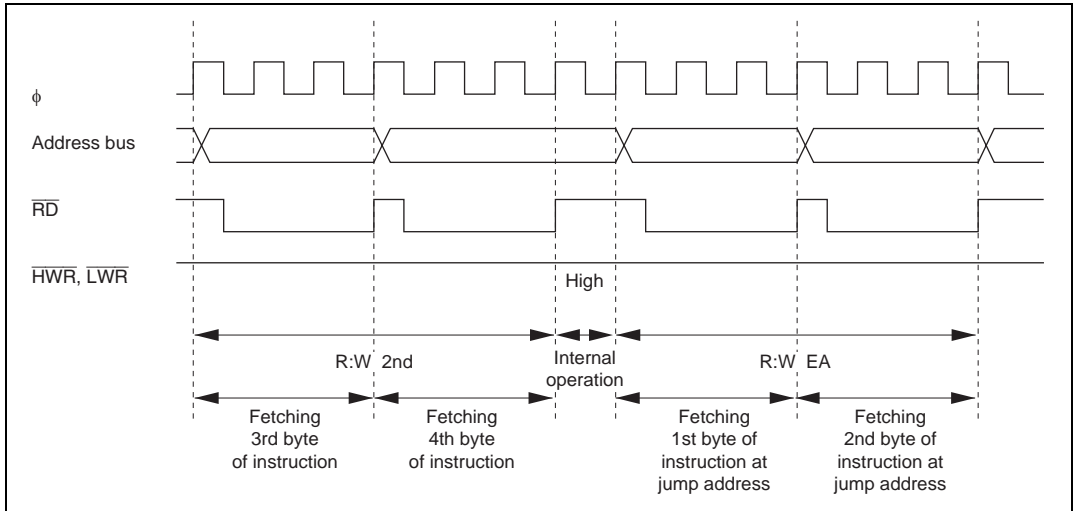 φ
Address bus
RD
HWR, LWR
High
R:W 2nd
Internal
operation
R:W EA
Fetching
3rd byte
of instruction
Fetching
4th byte
of instruction
Fetching
1st byte of
instruction at
jump address
Fetching
2nd byte of
instruction at
jump address